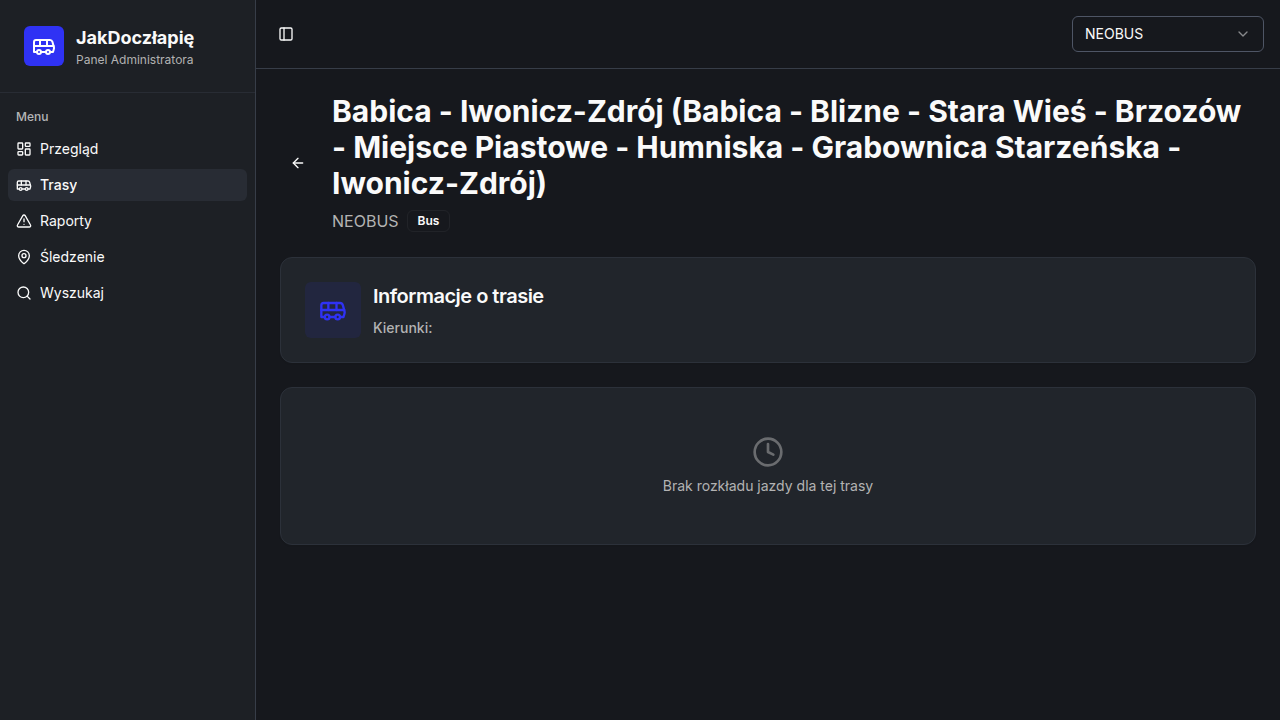 JakDoczłapię
Panel Administratora
Menu
Przegląd
Trasy
Raporty
Śledzenie
Wyszukaj
NEOBUS
Babica - Iwonicz-Zdrój (Babica - Blizne - Stara Wieś - Brzozów
- Miejsce Piastowe - Humniska - Grabownica Starzeńska -
Iwonicz-Zdrój)
NEOBUS Bus
Informacje o trasie
Kierunki:
Brak rozkładu jazdy dla tej trasy